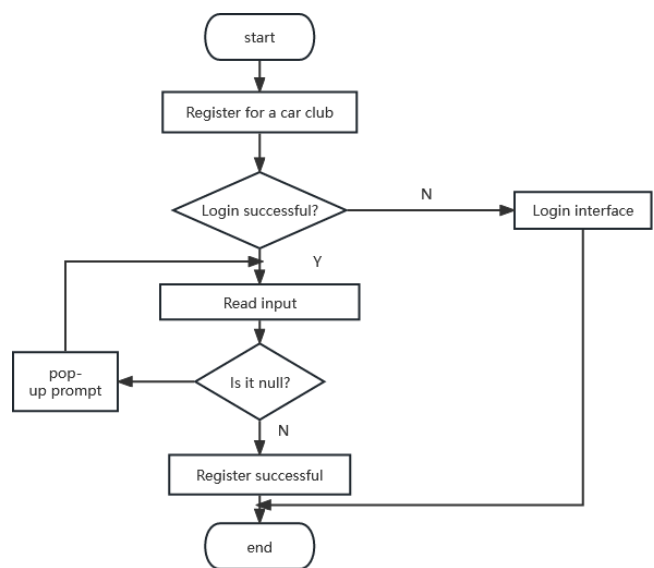 start
Register for a car club
Login successful?
N
Login interface
Y
Read input
pop-
up prompt
Is it null?
N
Register successful
end